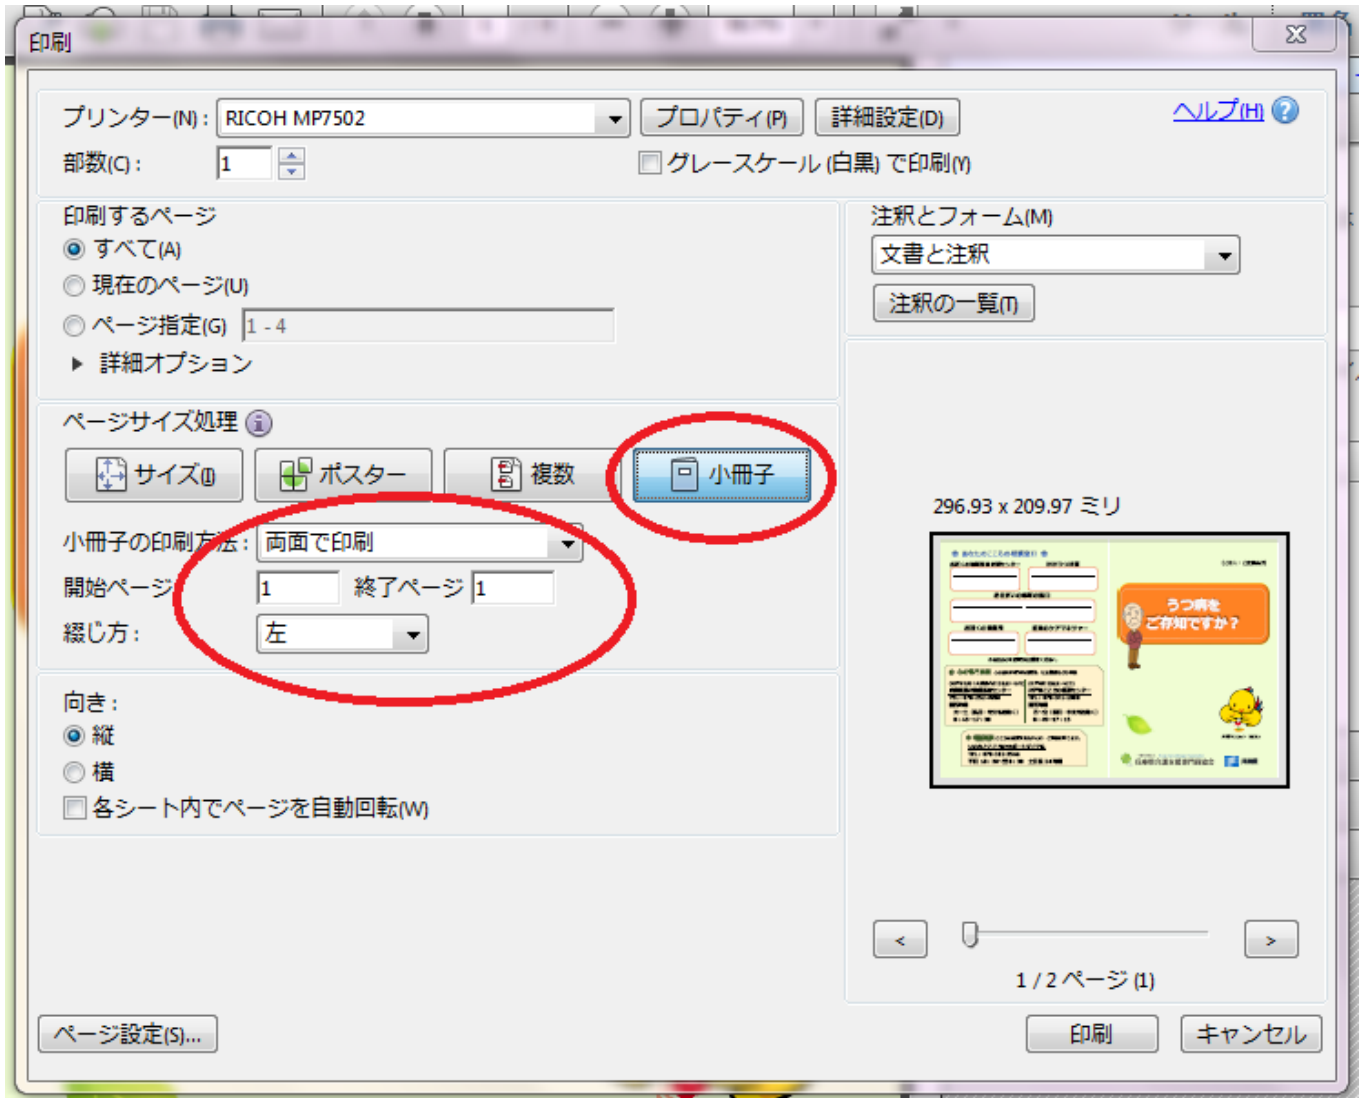 印刷
プリンター(N): RICOH MP7502 プロパティ(P) 詳細設定(D) ヘルプ(H)
部数(C): 1 グレースケール (白黒) で印刷(Y)
印刷するページ
すべて(A)
現在のページ(U)
ページ指定(G) 1 - 4
詳細オプション
注釈とフォーム(M)
文書と注釈
注釈の一覧(T)
ページサイズ処理
サイズ(I) ポスター 複数 小冊子
小冊子の印刷方法: 両面で印刷
開始ページ 1 終了ページ 1
綴じ方: 左
向き:
縦
横
各シート内でページを自動回転(W)
296.93 x 209.97 ミリ
うつ病を
ご存知ですか?
< >
1 / 2 ページ (1)
ページ設定(S)... 印刷 キャンセル